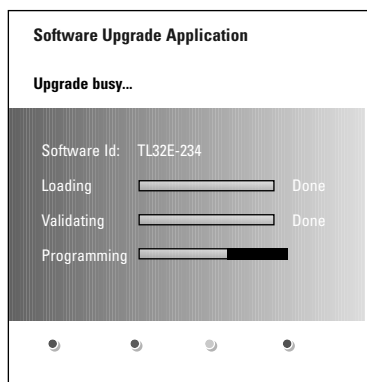 Software Upgrade Application
Upgrade busy...
Software Id: TL32E-234
Loading Done
Validating Done
Programming